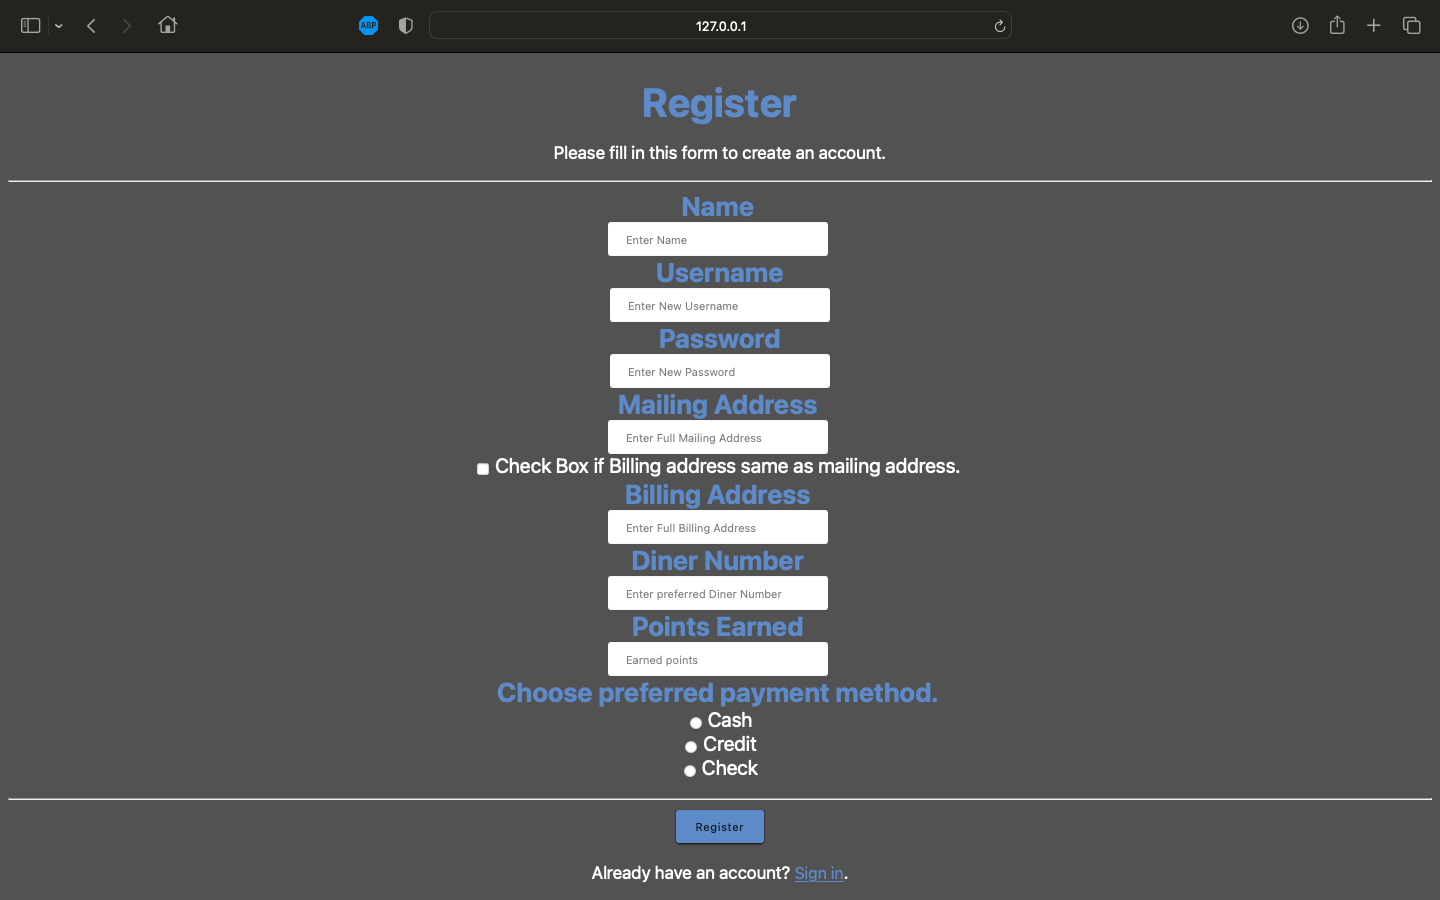 ABP
127.0.0.1
Register
Please fill in this form to create an account.
Name
Enter Name
Username
Enter New Username
Password
Enter New Password
Mailing Address
Enter Full Mailing Address
Check Box if Billing address same as mailing address.
Billing Address
Enter Full Billing Address
Diner Number
Enter preferred Diner Number
Points Earned
Earned points
Choose preferred payment method.
Cash
Credit
Check
Register
Already have an account? Sign in.